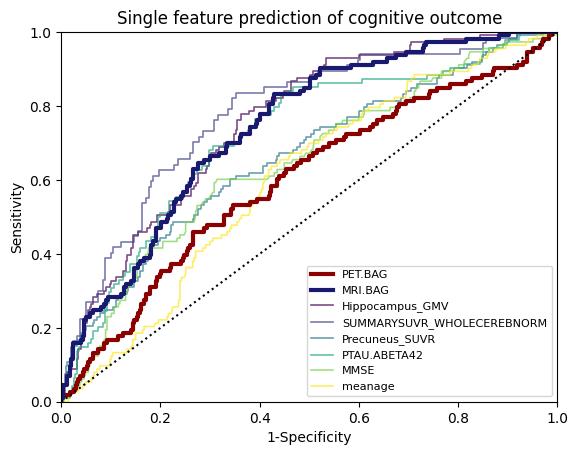 Single feature prediction of cognitive outcome
1.0
0.8
0.6
0.4
0.2
0.0
Sensitivity
0.0 0.2 0.4 0.6 0.8 1.0
1-Specificity
PET.BAG
MRI.BAG
Hippocampus_GMV
SUMMARYSUVR_WHOLECEREBNORM
Precuneus_SUVR
PTAU.ABETA42
MMSE
meanage